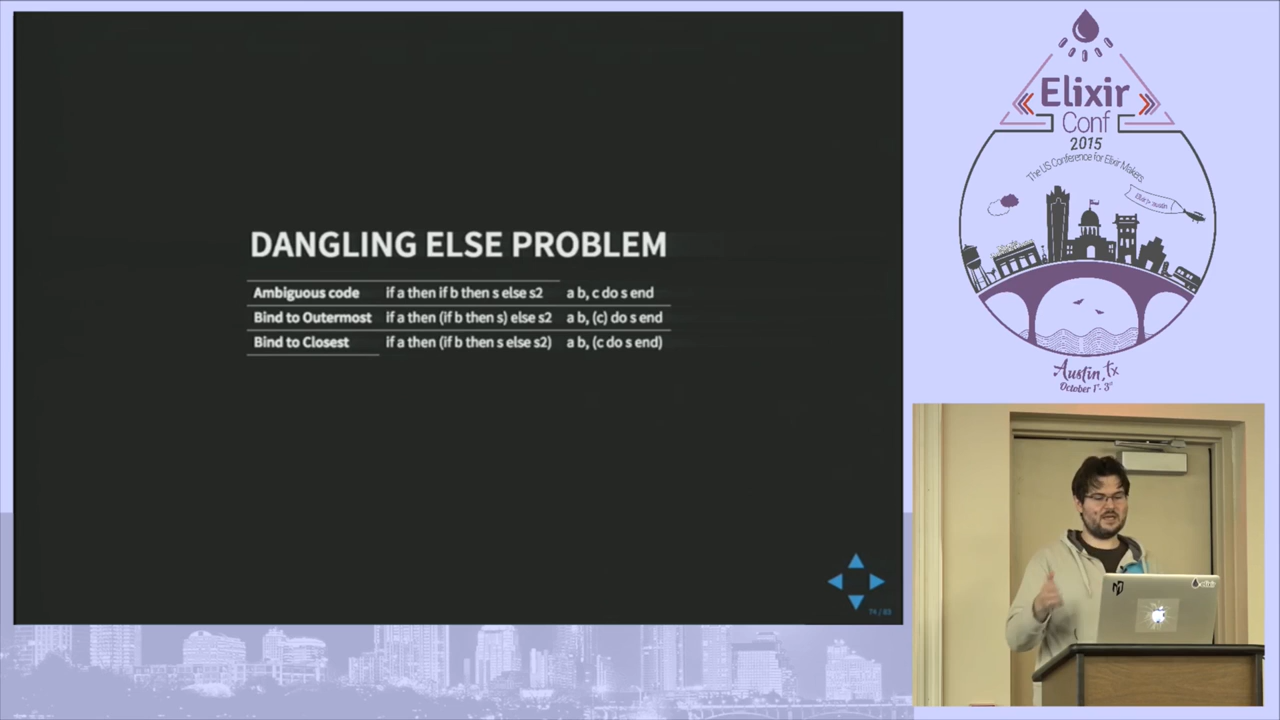 DANGLING ELSE PROBLEM
Ambiguous code if a then if b then s else s2 a b, c do s end
Bind to Outermost if a then (if b then s) else s2 a b, (c) do s end
Bind to Closest if a then (if b then s else s2) a b, (c do s end)
74 / 83
Elixir
Conf
2015
The US Conference for Elixir Makers
Austin, Tx
October 1st - 3rd